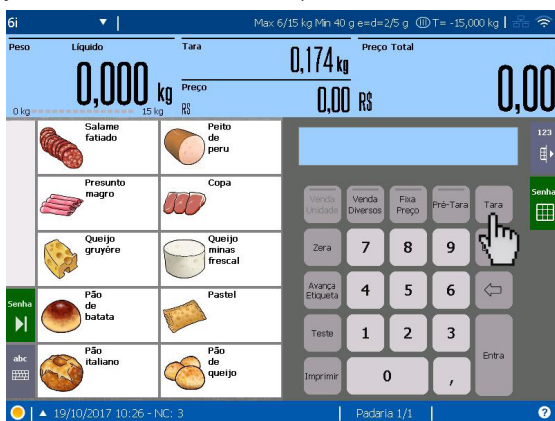 6i
Max 6/15 kg Min 40 g e=d=2/5 g Ⓜ T= -15,000 kg
Peso Líquido
0,000 kg
0 kg 15 kg
Tara
0,174 kg
Preço
R$
0,00 R$
Preço Total
0,00
Salame
fatiado
Peito
de
peru
Presunto
magro
Copa
Queijo
gruyére
Queijo
minas
frescal
Pão
de
batata
Pastel
Pão
italiano
Pão
de
queijo
Senha
abc
Venda
Unidade
Venda
Diversos
Fixa
Preço
Pré-Tara
Tara
Zera
7
8
9
Avança
Etiqueta
4
5
6
Teste
1
2
3
Entra
Imprimir
0
,
123
Senha
19/10/2017 10:26 - NC: 3
Padaria 1/1
?